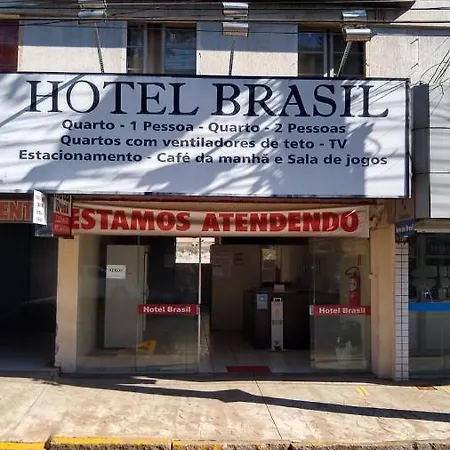 HOTEL BRASIL
Quarto - 1 Pessoa - Quarto - 2 Pessoas
Quartos com ventiladores de teto - TV
Estacionamento - Café da manhã e Sala de jogos
ESTAMOS ATENDENDO
Hotel Brasil
Hotel Brasil